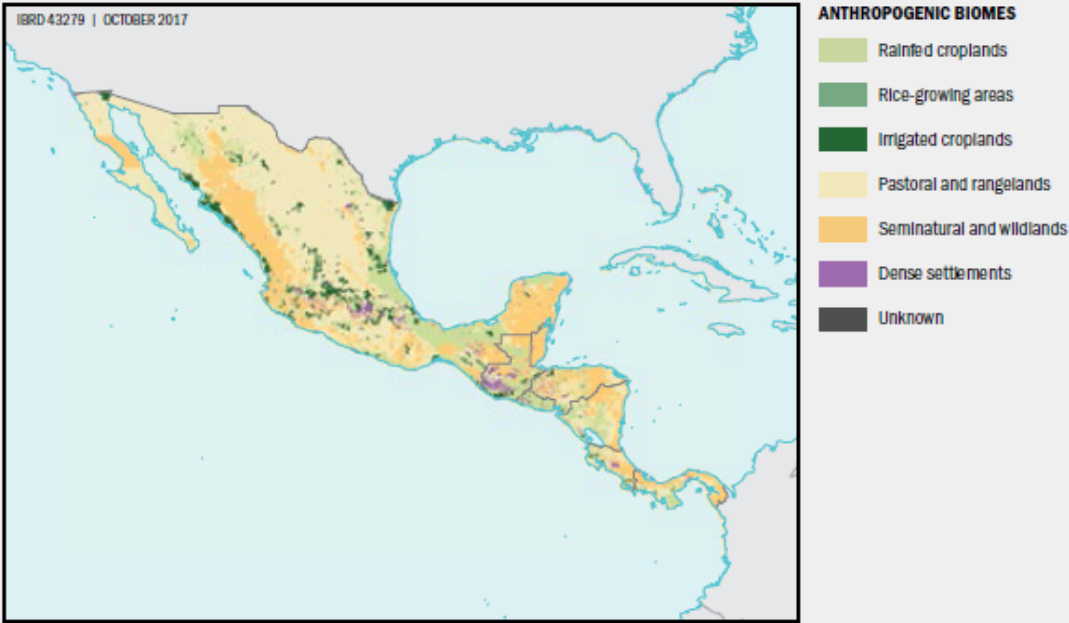 IBRD 43279 | OCTOBER 2017
ANTHROPOGENIC BIOMES
Rainfed croplands
Rice-growing areas
Irrigated croplands
Pastoral and rangelands
Seminatural and wildlands
Dense settlements
Unknown